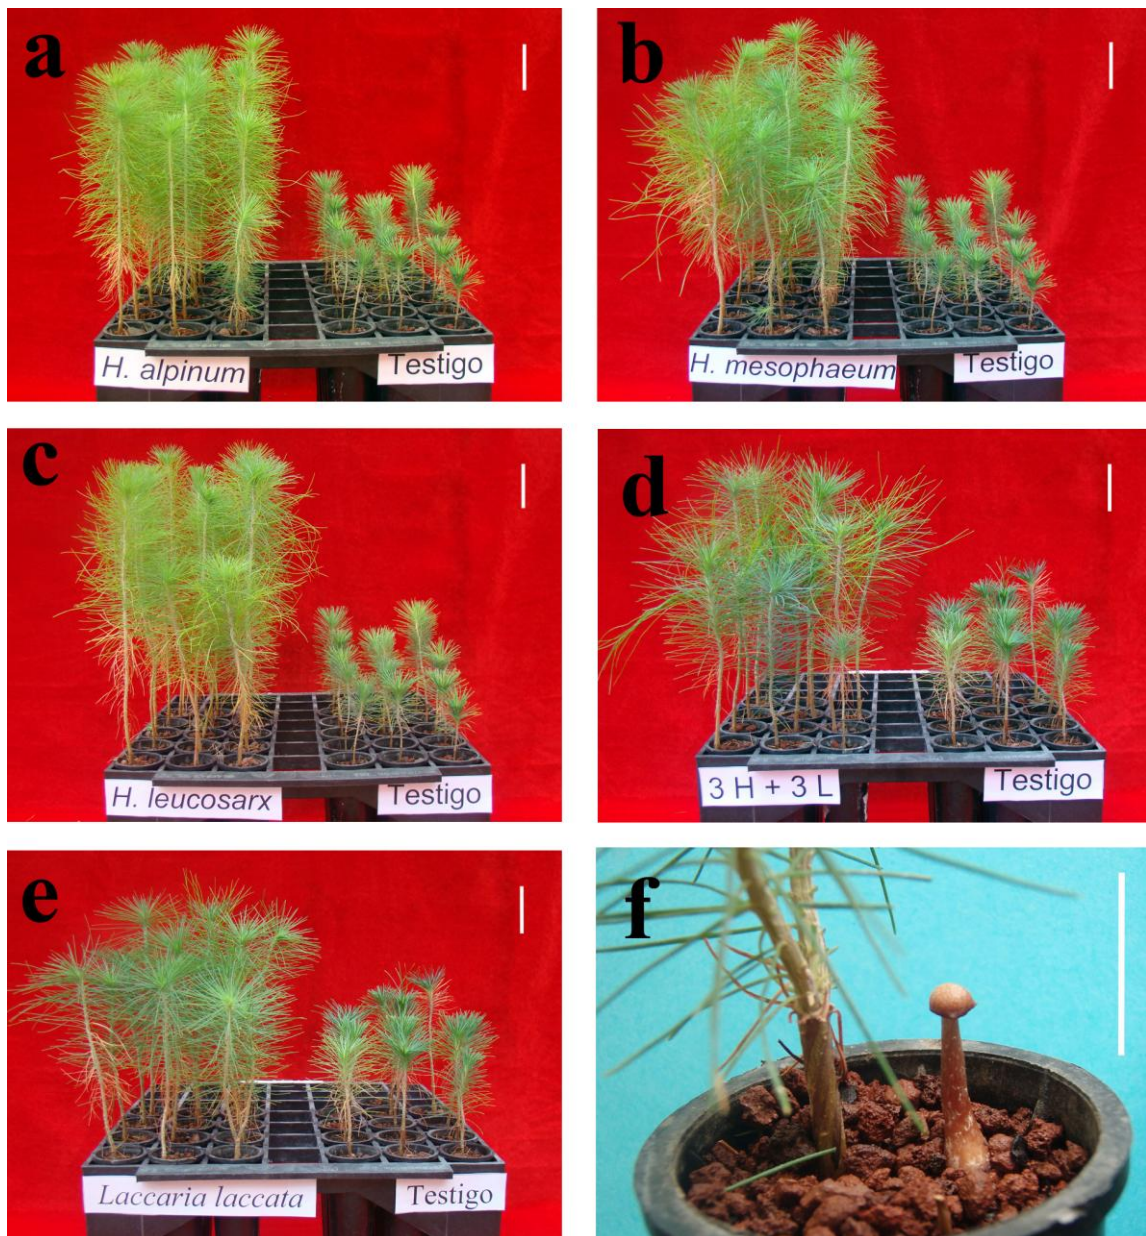 a
H. alpinum
Testigo
b
H. mesophaeum
Testigo
c
H. leucosarx
Testigo
d
3 H + 3 L
Testigo
e
Laccaria laccata
Testigo
f